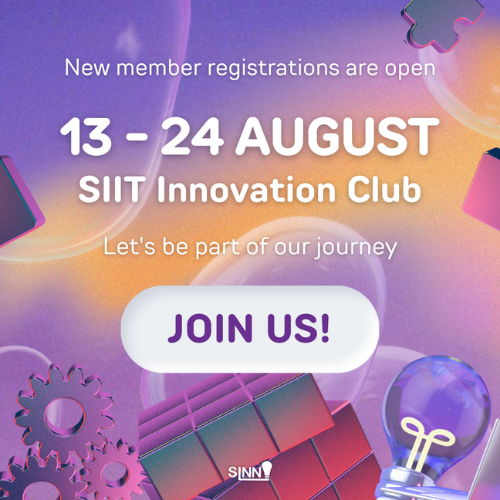 New member registrations are open
13 - 24 AUGUST
SIIT Innovation Club
Let's be part of our journey
JOIN US!
SINN